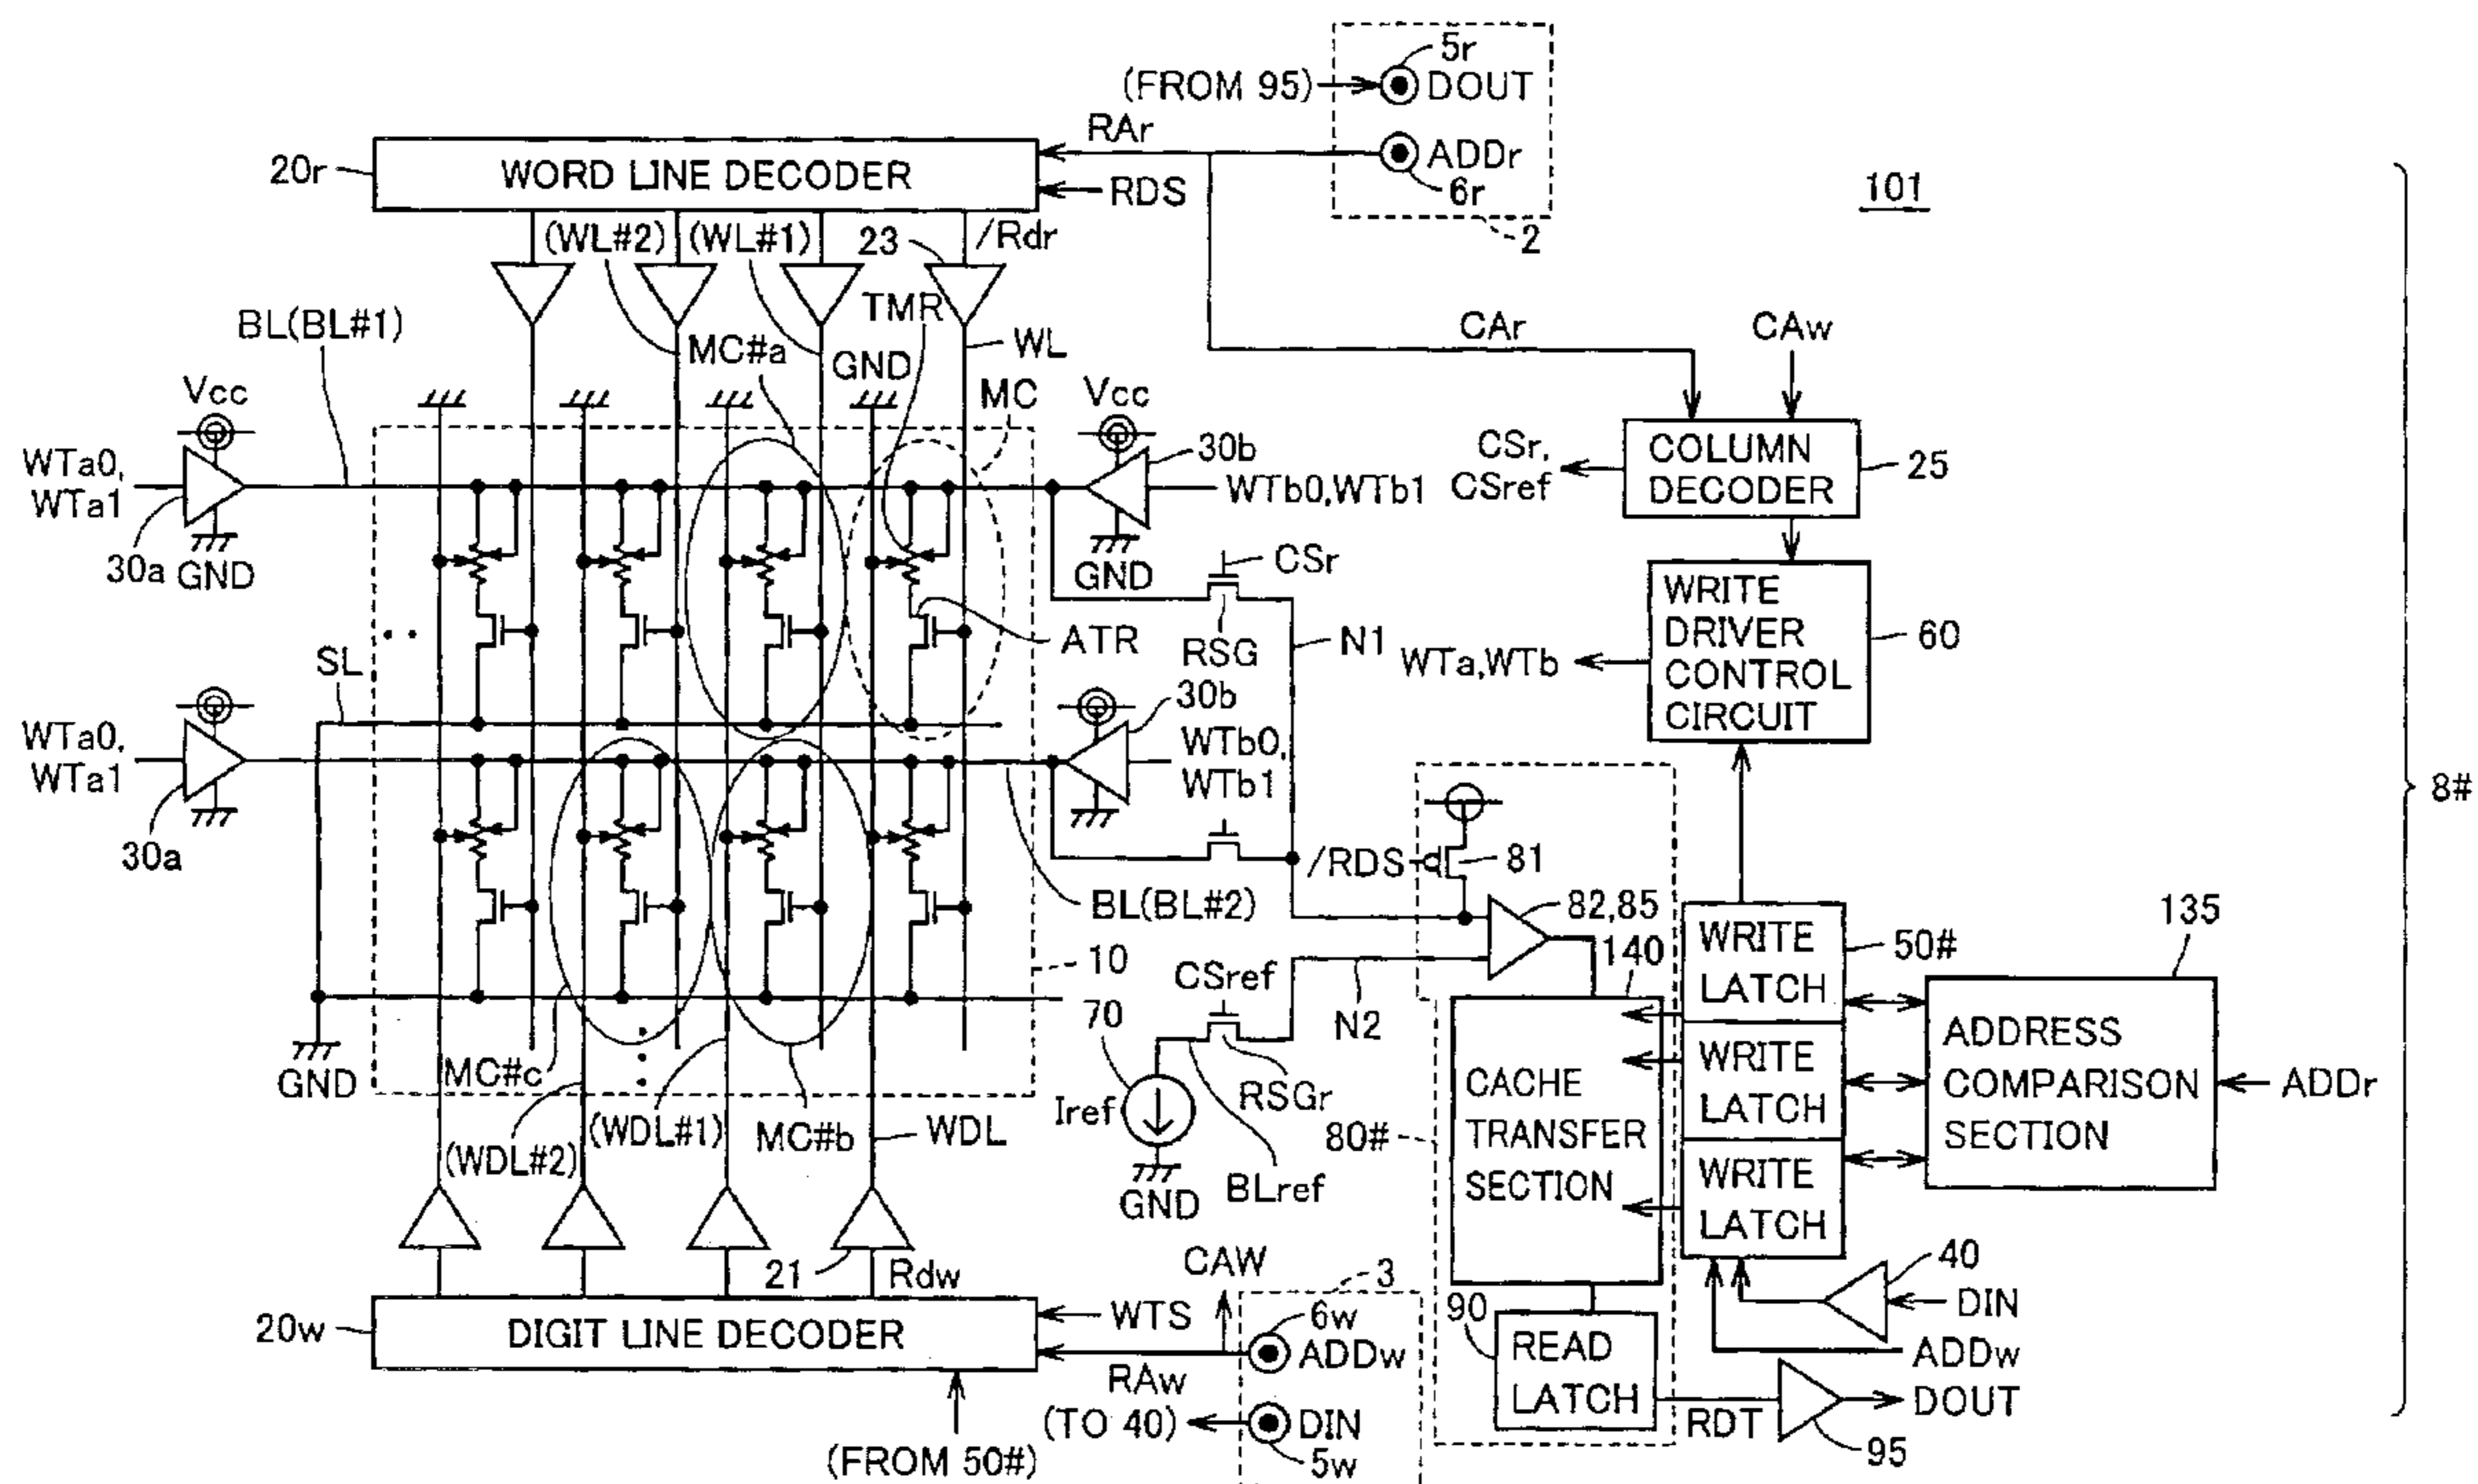 5r
(FROM 95)
DOUT
RAr
ADDr
6r
20r
WORD LINE DECODER
RDS
2
101
(WL#2)
(WL#1)
23
/Rdr
TMR
BL(BL#1)
MC#a
GND
WL
MC
CAr
CAw
Vcc
Vcc
WTa0,
WTa1
30b
WTb0,WTb1
CSr,
CSref
COLUMN
DECODER
25
30a
GND
GND
CSr
RSG
N1
ATR
SL
WRITE
DRIVER
CONTROL
CIRCUIT
60
WTa,WTb
30b
WTa0,
WTa1
WTb0,
WTb1
8#
30a
/RDS
81
BL(BL#2)
82,85
140
WRITE
LATCH
50#
135
10
CSref
70
N2
GND
MC#c
(WDL#2)
(WDL#1)
MC#b
WDL
Iref
RSGr
GND
BLref
80#
CACHE
TRANSFER
SECTION
WRITE
LATCH
WRITE
LATCH
ADDRESS
COMPARISON
SECTION
ADDr
21
Rdw
CAW
3
40
DIN
20w
DIGIT LINE DECODER
WTS
6w
ADDw
RAw
(TO 40)
DIN
5w
(FROM 50#)
90
READ
LATCH
ADDw
RDT
DOUT
95